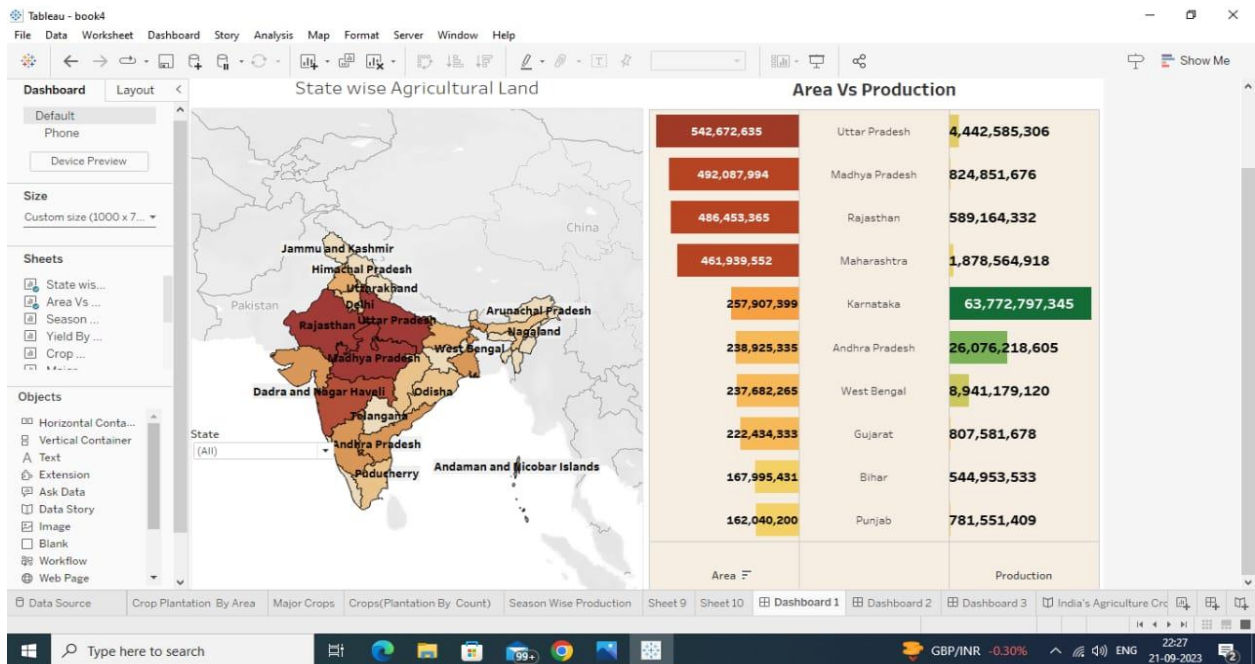 Tableau - book4
File Data Worksheet Dashboard Story Analysis Map Format Server Window Help
Show Me
Dashboard Layout
Default
Phone
Device Preview
Size
Custom size (1000 x 7...
Sheets
State wis...
Area Vs ...
Season ...
Yield By ...
Crop ...
Objects
Horizontal Conta...
Vertical Container
A Text
Extension
Ask Data
Data Story
Image
Blank
Workflow
Web Page
State wise Agricultural Land
China
Pakistan
Jammu and Kashmir
Himachal Pradesh
Uttarakhand
Delhi
Arunachal Pradesh
Rajasthan
Uttar Pradesh
Nagaland
West Bengal
Madhya Pradesh
Dadra and Nagar Haveli
Odisha
Telangana
Andhra Pradesh
Puducherry
Andaman and Nicobar Islands
State
(All)
Area Vs Production
542,672,635 Uttar Pradesh 4,442,585,306
492,087,994 Madhya Pradesh 824,851,676
486,453,365 Rajasthan 589,164,332
461,939,552 Maharashtra 1,878,564,918
257,907,399 Karnataka 63,772,797,345
238,925,335 Andhra Pradesh 26,076,218,605
237,682,265 West Bengal 8,941,179,120
222,434,333 Gujarat 807,581,678
167,995,431 Bihar 544,953,533
162,040,200 Punjab 781,551,409
Area Production
Data Source Crop Plantation By Area Major Crops Crops(Plantation By Count) Season Wise Production Sheet 9 Sheet 10 Dashboard 1 Dashboard 2 Dashboard 3 India's Agriculture Crc
Type here to search
99+
GBP/INR -0.30%
ENG
22:27
21-09-2023
2